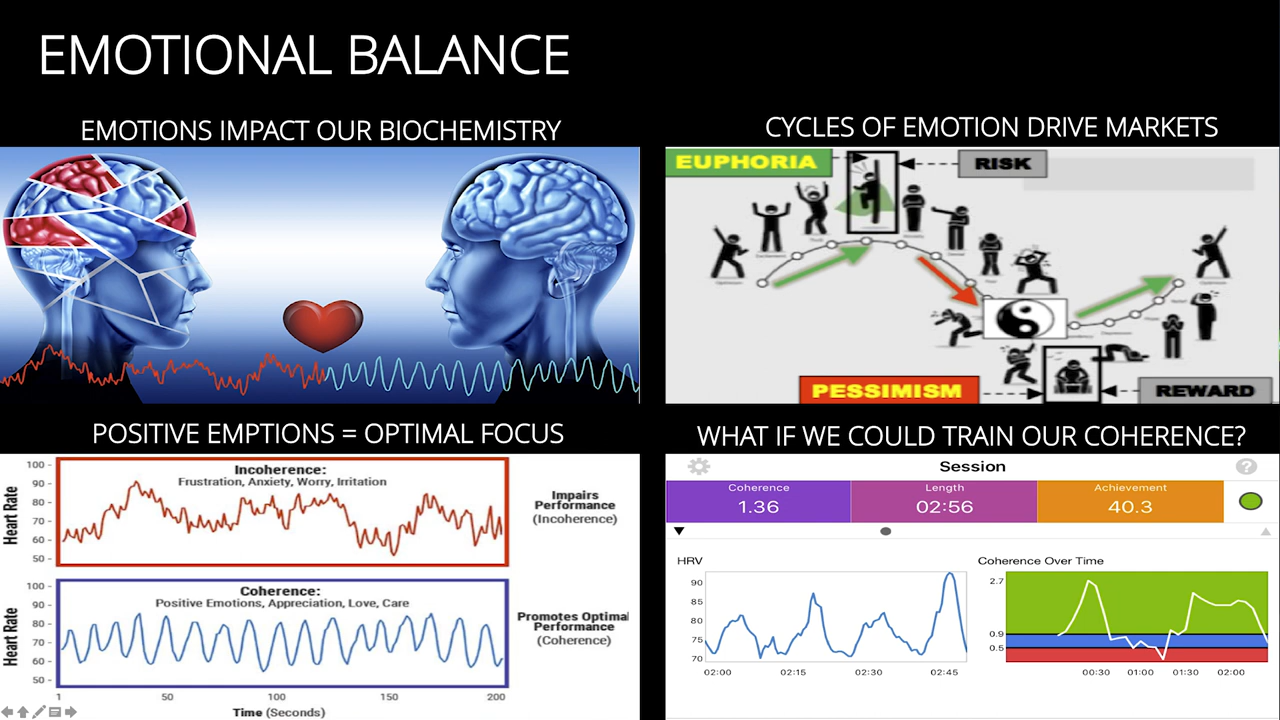 EMOTIONAL BALANCE
EMOTIONS IMPACT OUR BIOCHEMISTRY
CYCLES OF EMOTION DRIVE MARKETS
EUPHORIA
RISK
PESSIMISM
REWARD
POSITIVE EMPTIONS = OPTIMAL FOCUS
Heart Rate
100
90
80
70
60
50
Incoherence:
Frustration, Anxiety, Worry, Irritation
Impairs
Performance
(Incoherence)
Heart Rate
100
90
80
70
60
50
Coherence:
Positive Emotions, Appreciation, Love, Care
Promotes Optimal
Performance
(Coherence)
1 50 100 150 200
Time (Seconds)
WHAT IF WE COULD TRAIN OUR COHERENCE?
Session
?
Coherence
1.36
Length
02:56
Achievement
40.3
HRV
90
85
80
75
70
02:00 02:15 02:30 02:45
Coherence Over Time
2.7
0.9
0.5
00:30 01:00 01:30 02:00